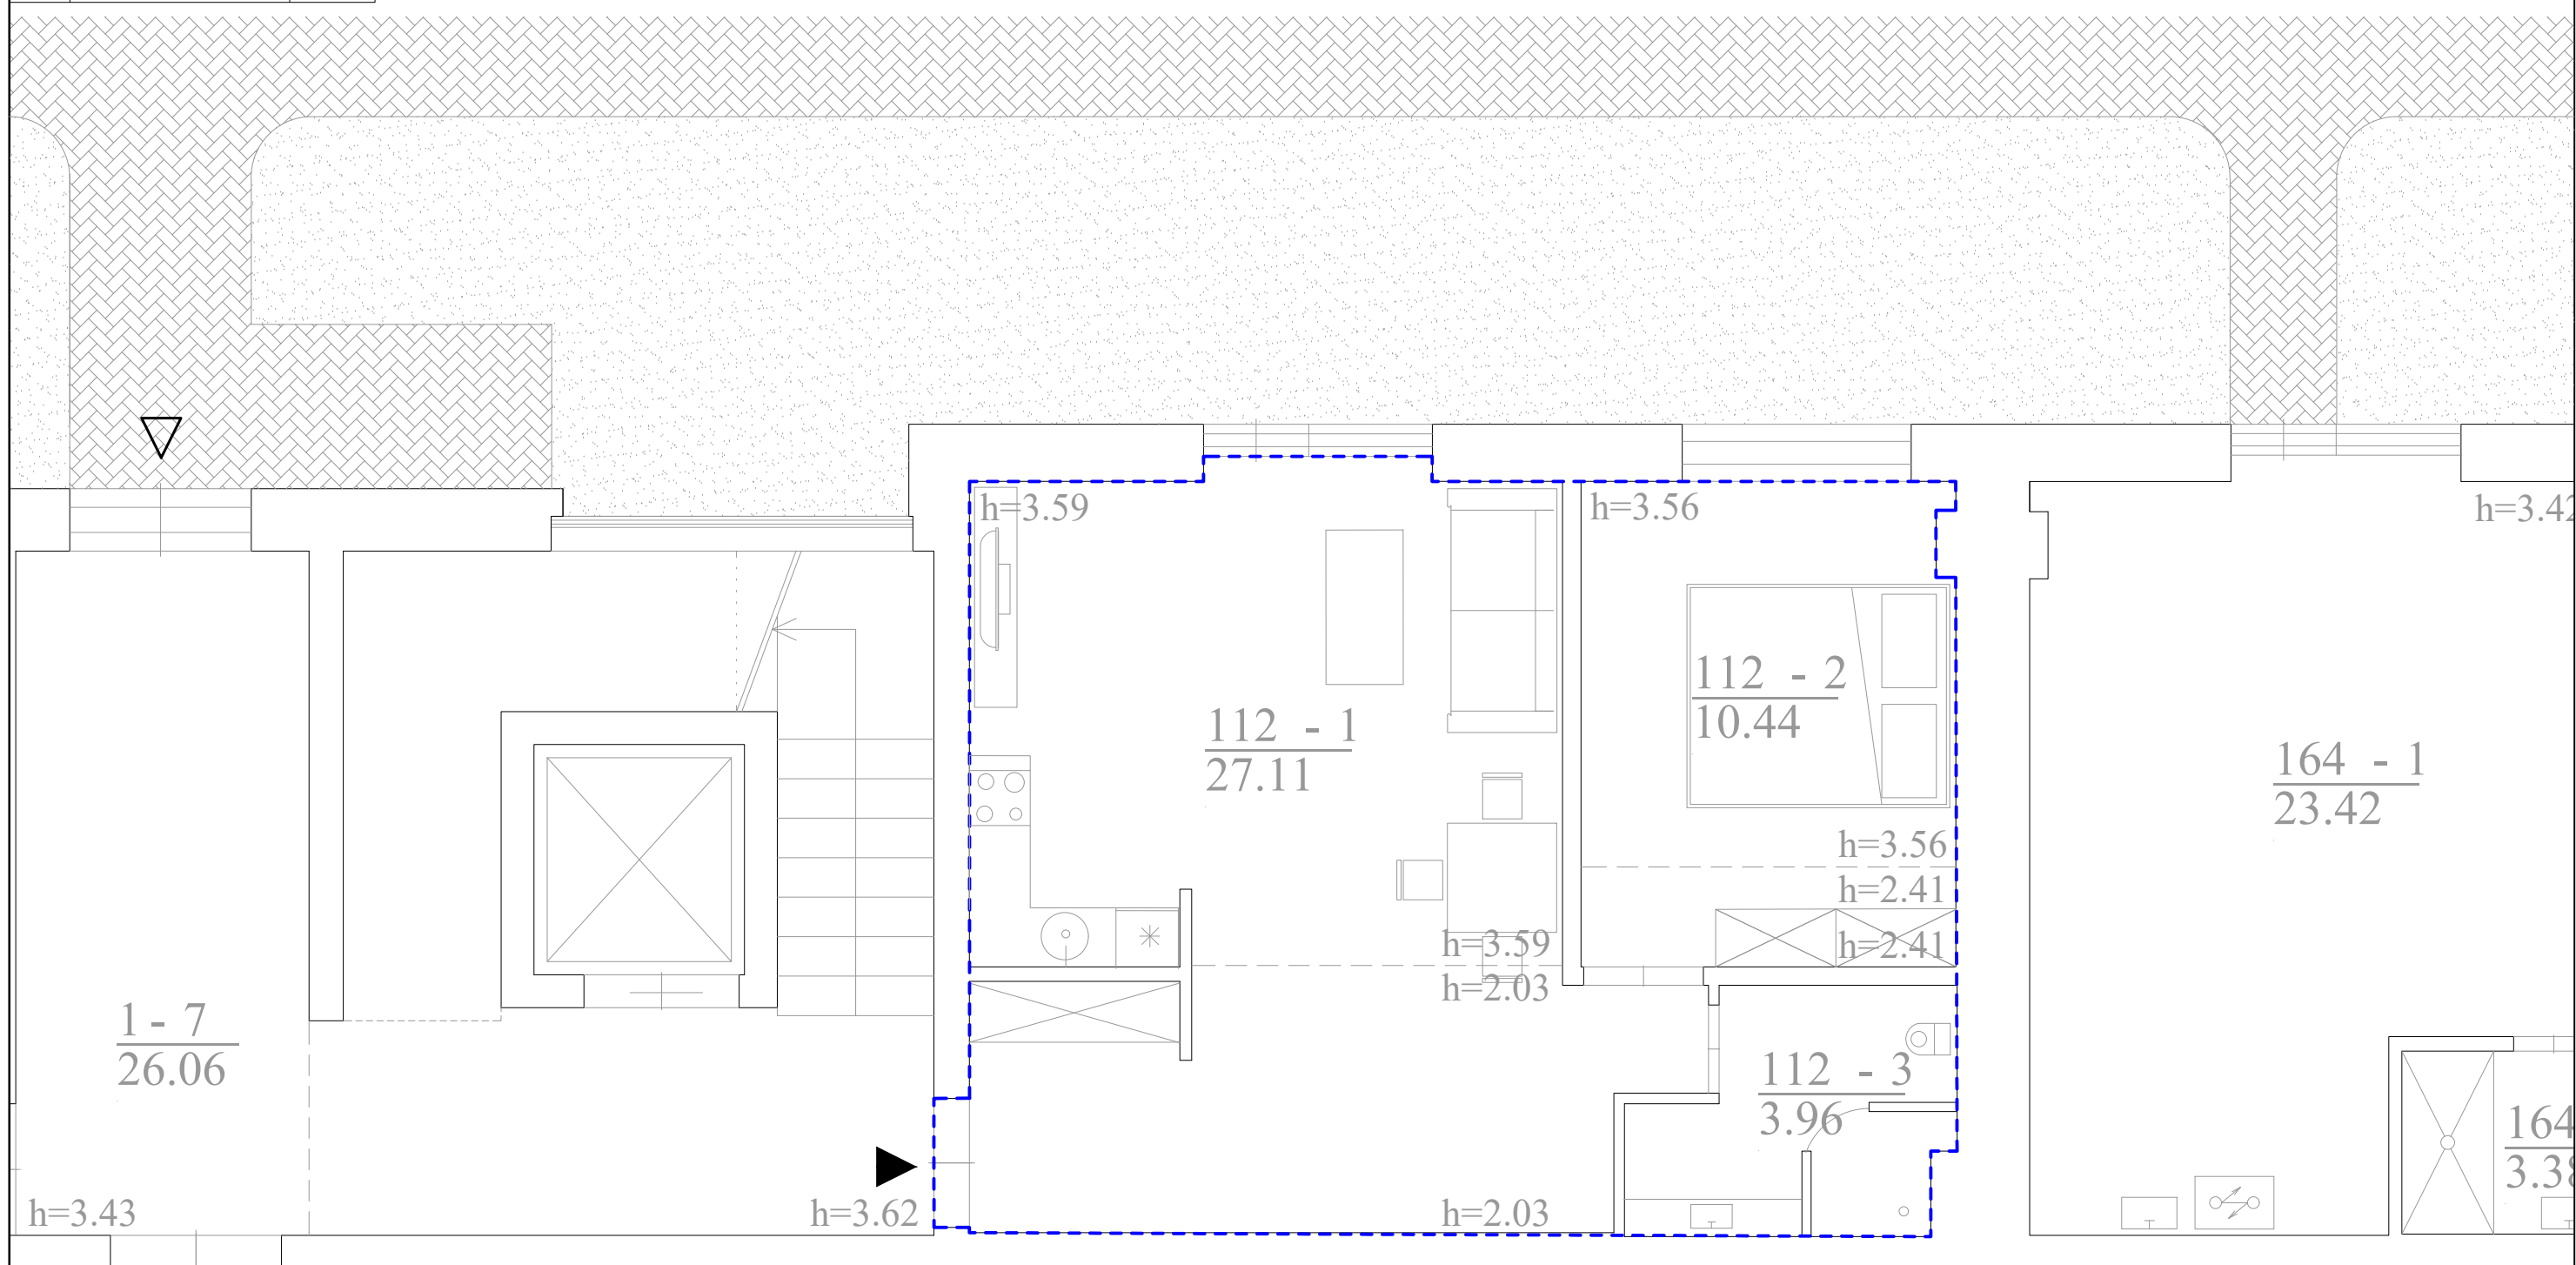 h=3.59
h=3.56
h=3.42
112 - 2
10.44
112 - 1
27.11
164 - 1
23.42
h=3.56
h=2.41
h=3.59
h=2.41
h=2.03
1 - 7
26.06
112 - 3
3.96
164
3.38
h=3.43
h=3.62
h=2.03